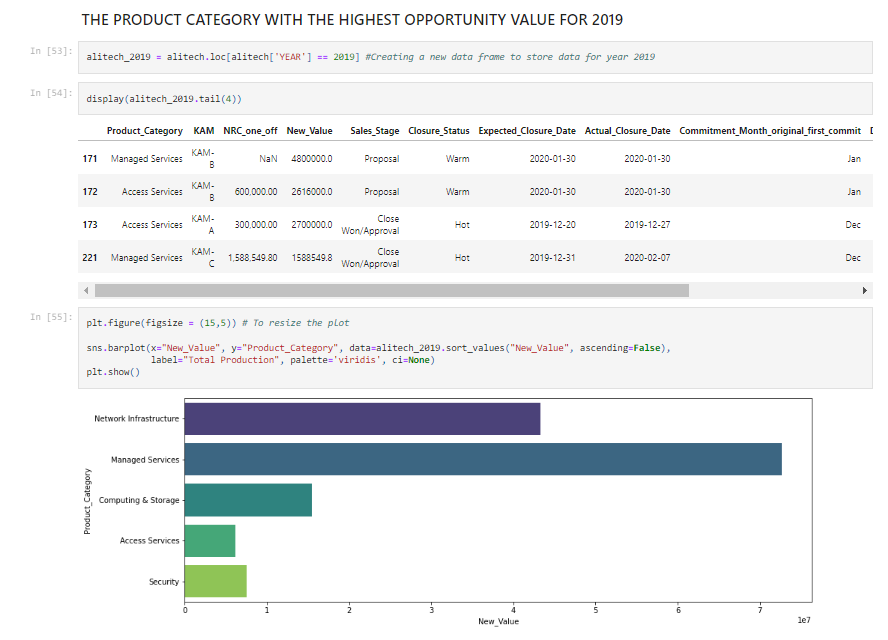 THE PRODUCT CATEGORY WITH THE HIGHEST OPPORTUNITY VALUE FOR 2019
In [53]:
alitech_2019 = alitech.loc[alitech['YEAR'] == 2019] #Creating a new data frame to store data for year 2019
In [54]:
display(alitech_2019.tail(4))
Product_Category KAM NRC_one_off New_Value Sales_Stage Closure_Status Expected_Closure_Date Actual_Closure_Date Commitment_Month_original_first_commit
171 Managed Services KAM-B NaN 4800000.0 Proposal Warm 2020-01-30 2020-01-30 Jan
172 Access Services KAM-B 600,000.00 2616000.0 Proposal Warm 2020-01-30 2020-01-30 Jan
173 Access Services KAM-A 300,000.00 2700000.0 Close Won/Approval Hot 2019-12-20 2019-12-27 Dec
221 Managed Services KAM-C 1,588,549.80 1588549.8 Close Won/Approval Hot 2019-12-31 2020-02-07 Dec
In [55]:
plt.figure(figsize = (15,5)) # To resize the plot
sns.barplot(x="New_Value", y="Product_Category", data=alitech_2019.sort_values("New_Value", ascending=False),
label="Total Production", palette='viridis', ci=None)
plt.show()
Product_Category
Network Infrastructure
Managed Services
Computing & Storage
Access Services
Security
0 1 2 3 4 5 6 7
1e7
New_Value